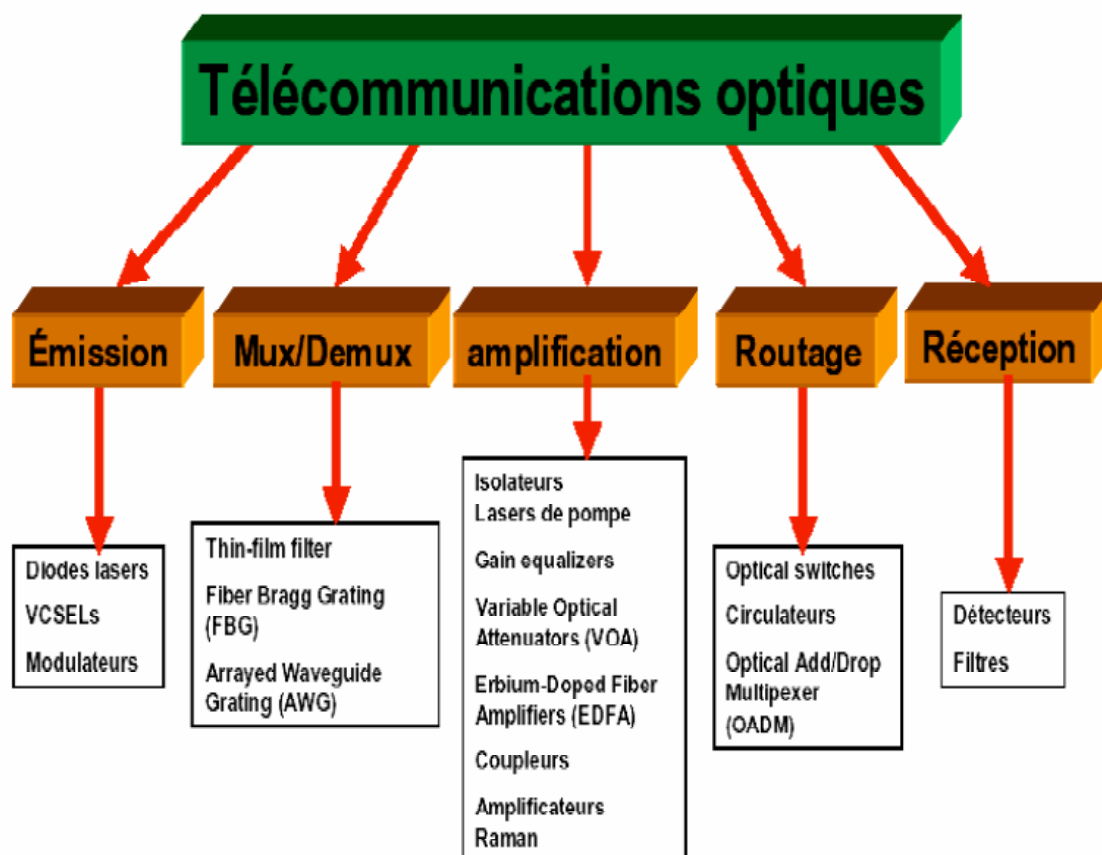 Télécommunications optiques
Émission
Mux/Demux
amplification
Routage
Réception
Diodes lasers
VCSELs
Modulateurs
Thin-film filter
Fiber Bragg Grating
(FBG)
Arrayed Waveguide
Grating (AWG)
Isolateurs
Lasers de pompe
Gain equalizers
Variable Optical
Attenuators (VOA)
Erbium-Doped Fiber
Amplifiers (EDFA)
Coupleurs
Amplificateurs
Raman
Optical switches
Circulateurs
Optical Add/Drop
Multipexer
(OADM)
Détecteurs
Filtres